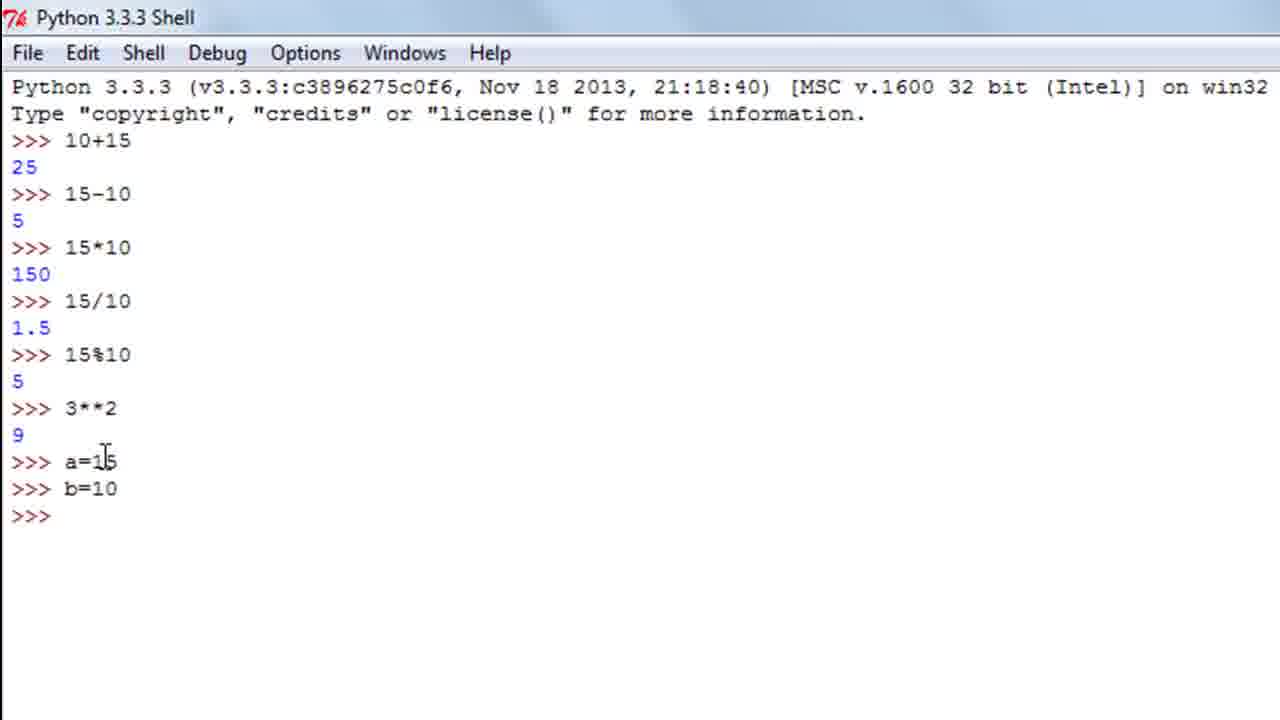 Python 3.3.3 Shell
File Edit Shell Debug Options Windows Help
Python 3.3.3 (v3.3.3:c3896275c0f6, Nov 18 2013, 21:18:40) [MSC v.1600 32 bit (Intel)] on win32
Type "copyright", "credits" or "license()" for more information.
>>> 10+15
25
>>> 15-10
5
>>> 15*10
150
>>> 15/10
1.5
>>> 15%10
5
>>> 3**2
9
>>> a=15
>>> b=10
>>>